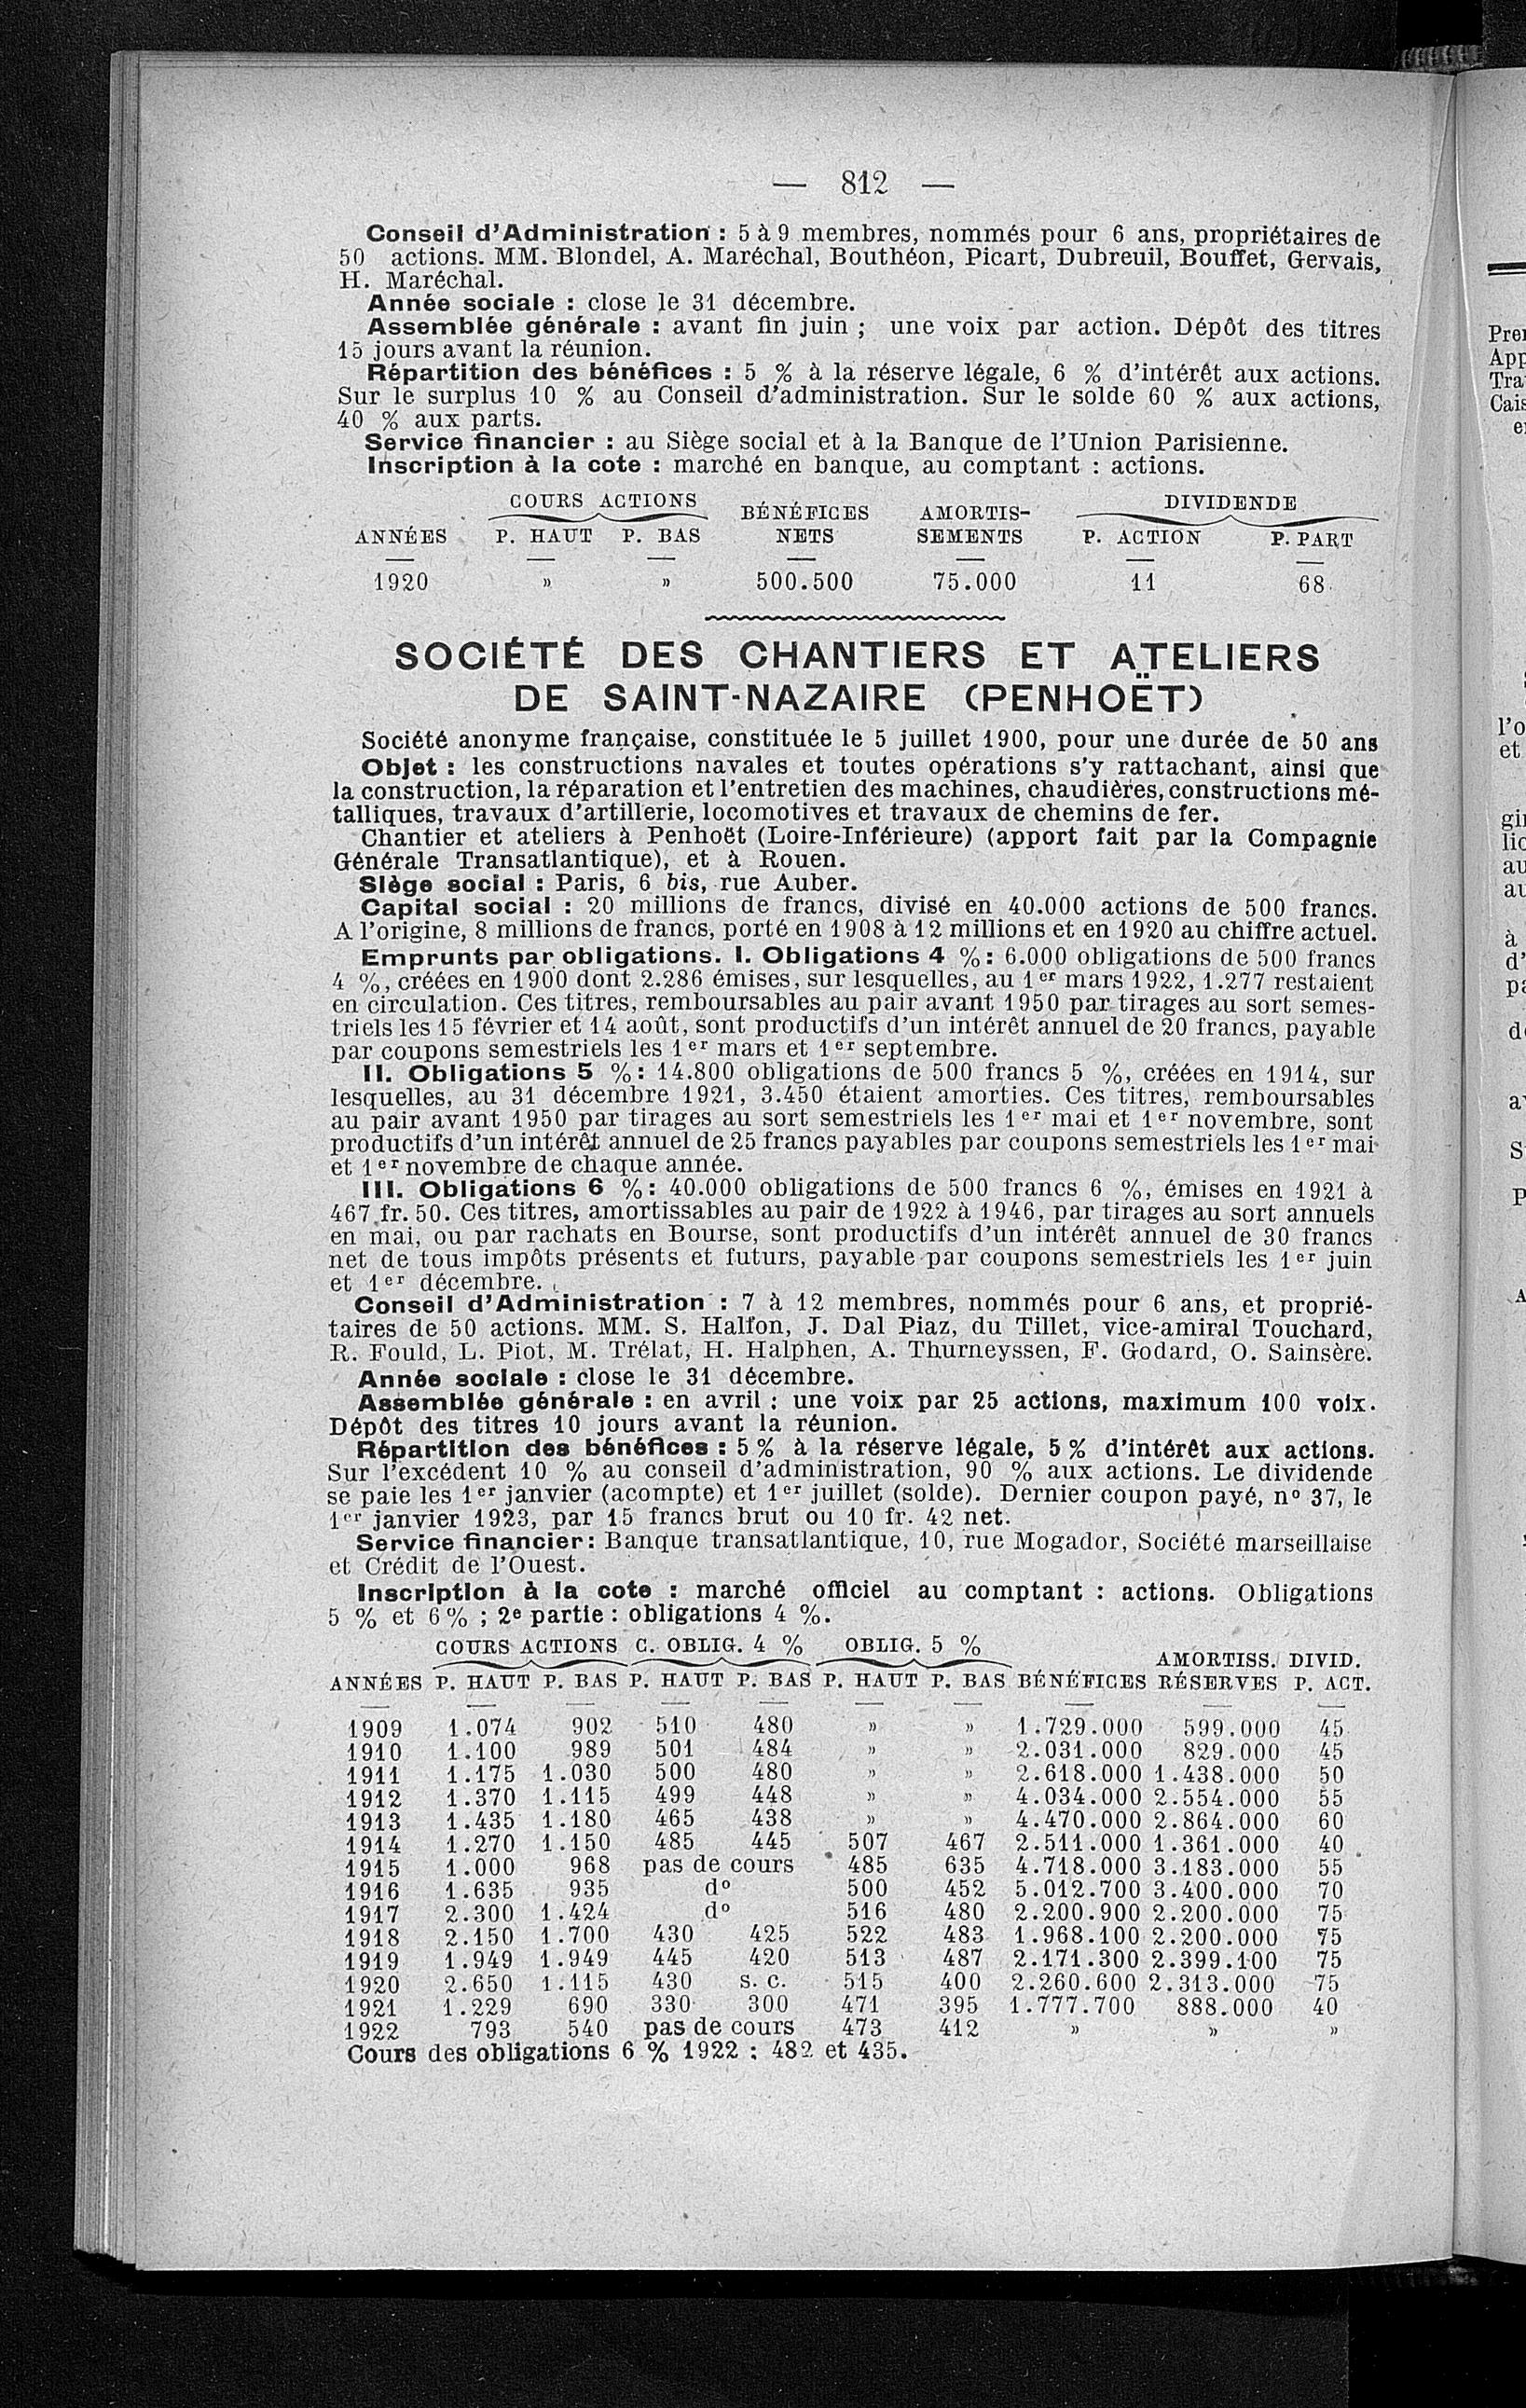 — 812 —
Conseil d'Administration : 5 à 9 membres, nommés pour 6 ans, propriétaires de
50 actions. MM. Blondel, A. Maréchal, Bouthéon, Picart, Dubreuil, Bouffet, Gervais,
H. Maréchal.
Année sociale : close le 31 décembre.
Assemblée générale : avant fin juin ; une voix par action. Dépôt des titres
15 jours avant la réunion.
Répartition des bénéfices : 5 % à la réserve légale, 6 % d'intérêt aux actions.
Sur le surplus 10 % au Conseil d'administration. Sur le solde 60 % aux actions,
40 % aux parts.
Service financier : au Siège social et à la Banque de l'Union Parisienne.
Inscription à la cote : marché en banque, au comptant : actions.
COURS ACTIONS BÉNÉFICES AMORTIS- DIVIDENDE
ANNÉES P. HAUT P. BAS NETS SEMENTS P. ACTION P. PART
1920 » » 500.500 75.000 11 68
SOCIÉTÉ DES CHANTIERS ET ATELIERS
DE SAINT-NAZAIRE (PENHOËT)
Société anonyme française, constituée le 5 juillet 1900, pour une durée de 50 ans
Objet : les constructions navales et toutes opérations s'y rattachant, ainsi que
la construction, la réparation et l'entretien des machines, chaudières, constructions mé-
talliques, travaux d'artillerie, locomotives et travaux de chemins de fer.
Chantier et ateliers à Penhoët (Loire-Inférieure) (apport fait par la Compagnie
Générale Transatlantique), et à Rouen.
Siège social : Paris, 6 bis, rue Auber.
Capital social : 20 millions de francs, divisé en 40.000 actions de 500 francs.
A l'origine, 8 millions de francs, porté en 1908 à 12 millions et en 1920 au chiffre actuel.
Emprunts par obligations. I. Obligations 4 % : 6.000 obligations de 500 francs
4 %, créées en 1900 dont 2.286 émises, sur lesquelles, au 1er mars 1922, 1.277 restaient
en circulation. Ces titres, remboursables au pair avant 1950 par tirages au sort semes-
triels les 15 février et 14 août, sont productifs d'un intérêt annuel de 20 francs, payable
par coupons semestriels les 1er mars et 1er septembre.
II. Obligations 5 % : 14.800 obligations de 500 francs 5 %, créées en 1914, sur
lesquelles, au 31 décembre 1921, 3.450 étaient amorties. Ces titres, remboursables
au pair avant 1950 par tirages au sort semestriels les 1er mai et 1er novembre, sont
productifs d'un intérêt annuel de 25 francs payables par coupons semestriels les 1er mai
et 1er novembre de chaque année.
III. Obligations 6 % : 40.000 obligations de 500 francs 6 %, émises en 1921 à
467 fr. 50. Ces titres, amortissables au pair de 1922 à 1946, par tirages au sort annuels
en mai, ou par rachats en Bourse, sont productifs d'un intérêt annuel de 30 francs
net de tous impôts présents et futurs, payable par coupons semestriels les 1er juin
et 1er décembre.
Conseil d'Administration : 7 à 12 membres, nommés pour 6 ans, et proprié-
taires de 50 actions. MM. S. Halfon, J. Dal Piaz, du Tillet, vice-amiral Touchard,
R. Fould, L. Piot, M. Trélat, H. Halphen, A. Thurneyssen, F. Godard, O. Sainsère.
Année sociale : close le 31 décembre.
Assemblée générale : en avril ; une voix par 25 actions, maximum 100 voix.
Dépôt des titres 10 jours avant la réunion.
Répartition des bénéfices : 5 % à la réserve légale, 5 % d'intérêt aux actions.
Sur l'excédent 10 % au conseil d'administration, 90 % aux actions. Le dividende
se paie les 1er janvier (acompte) et 1er juillet (solde). Dernier coupon payé, nº 37, le
1er janvier 1923, par 15 francs brut ou 10 fr. 42 net.
Service financier : Banque transatlantique, 10, rue Mogador, Société marseillaise
et Crédit de l'Ouest.
Inscription à la cote : marché officiel au comptant : actions. Obligations
5 % et 6 % ; 2e partie : obligations 4 %.
COURS ACTIONS C. OBLIG. 4 % OBLIG. 5 % AMORTISS. DIVID.
ANNÉES P. HAUT P. BAS P. HAUT P. BAS P. HAUT P. BAS BÉNÉFICES RÉSERVES P. ACT.
1909 1.074 902 510 480 » » 1.729.000 599.000 45
1910 1.100 989 501 484 » » 2.031.000 829.000 45
1911 1.175 1.030 500 480 » » 2.618.000 1.438.000 50
1912 1.370 1.115 499 448 » » 4.034.000 2.554.000 55
1913 1.435 1.180 465 438 » » 4.470.000 2.864.000 60
1914 1.270 1.150 485 445 507 467 2.511.000 1.361.000 40
1915 1.000 968 pas de cours 485 635 4.718.000 3.183.000 55
1916 1.635 935 dº 500 452 5.012.700 3.400.000 70
1917 2.300 1.424 dº 516 480 2.200.900 2.200.000 75
1918 2.150 1.700 430 425 522 483 1.968.100 2.200.000 75
1919 1.949 1.949 445 420 513 487 2.171.300 2.399.100 75
1920 2.650 1.115 430 s. c. 515 400 2.260.600 2.313.000 75
1921 1.229 690 330 300 471 395 1.777.700 888.000 40
1922 793 540 pas de cours 473 412 » » »
Cours des obligations 6 % 1922 : 482 et 435.